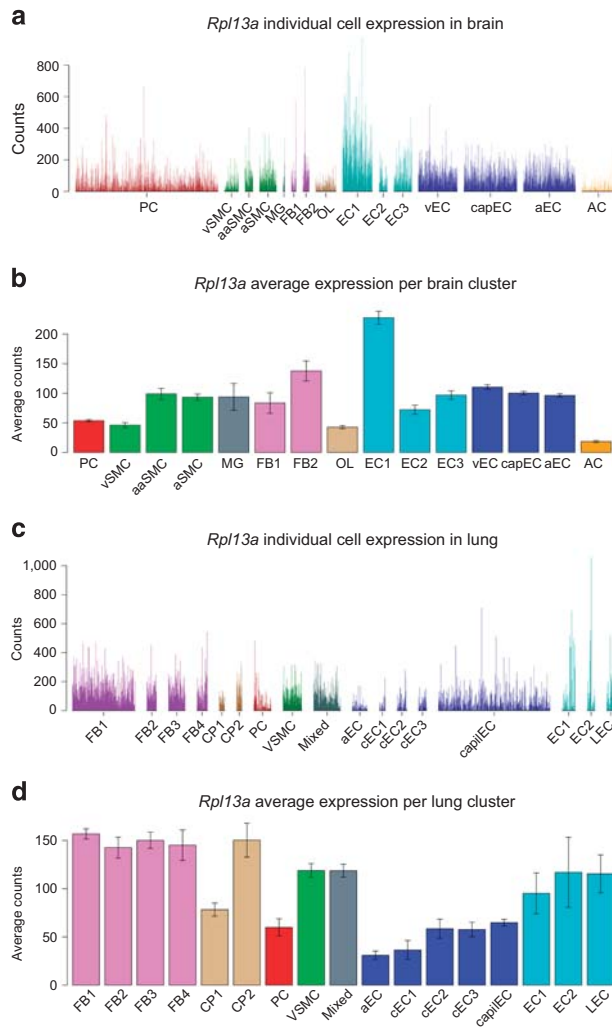 a
Rpl13a individual cell expression in brain
Counts
800
600
400
200
0
PC vSMC aaSMC aSMC MG FB1 FB2 OL EC1 EC2 EC3 vEC capEC aEC AC
b
Rpl13a average expression per brain cluster
Average counts
200
150
100
50
0
PC vSMC aaSMC aSMC MG FB1 FB2 OL EC1 EC2 EC3 vEC capEC aEC AC
c
Rpl13a individual cell expression in lung
Counts
1,000
800
600
400
200
0
FB1 FB2 FB3 FB4 CP1 CP2 PC VSMC Mixed aEC cEC1 cEC2 cEC3 capilEC EC1 EC2 LEC
d
Rpl13a average expression per lung cluster
Average counts
150
100
50
0
FB1 FB2 FB3 FB4 CP1 CP2 PC VSMC Mixed aEC cEC1 cEC2 cEC3 capilEC EC1 EC2 LEC